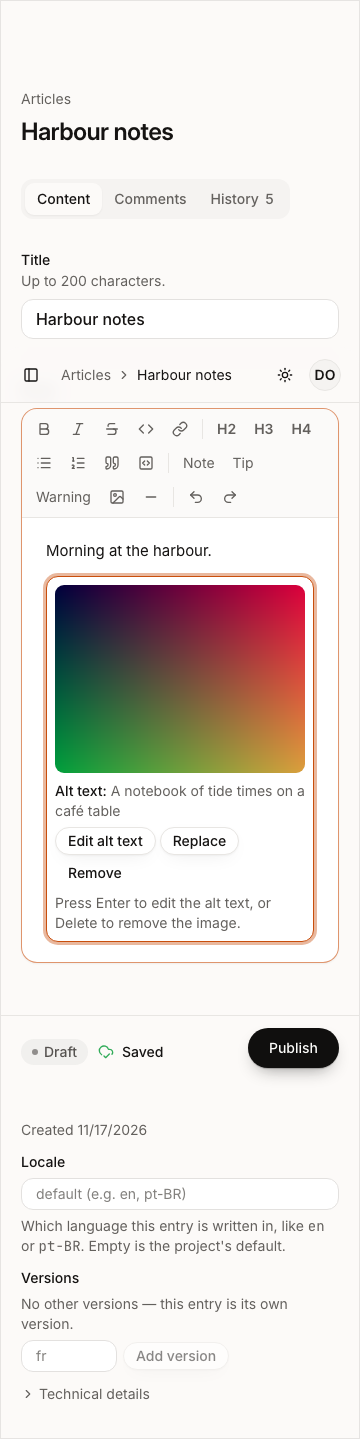 Articles
Harbour notes
Content Comments History 5
Title
Up to 200 characters.
Harbour notes
Articles > Harbour notes DO
B I S H2 H3 H4
Note Tip
Warning
Morning at the harbour.
Alt text: A notebook of tide times on a
café table
Edit alt text Replace
Remove
Press Enter to edit the alt text, or
Delete to remove the image.
Draft Saved Publish
Created 11/17/2026
Locale
default (e.g. en, pt-BR)
Which language this entry is written in, like en
or pt-BR. Empty is the project's default.
Versions
No other versions — this entry is its own
version.
fr Add version
Technical details